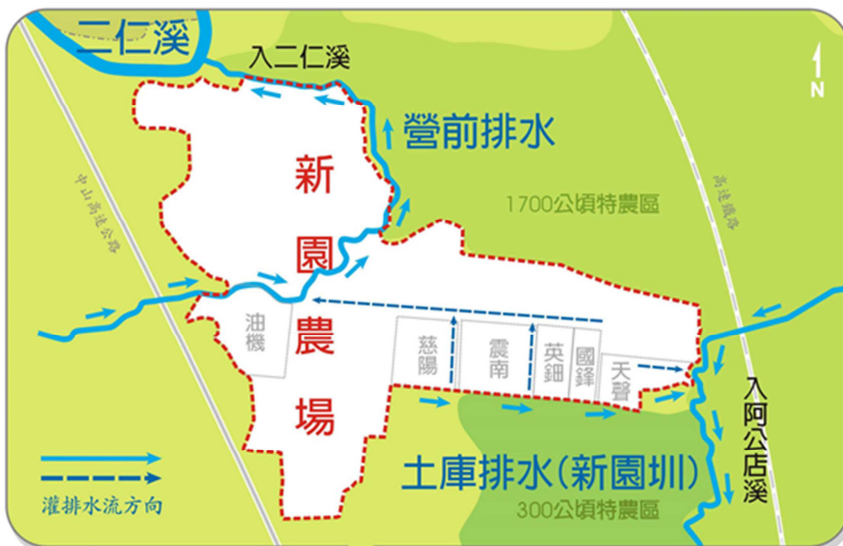 二仁溪
入二仁溪
N
營前排水
新園農場
1700公頃特農區
中山高速公路
高速鐵路
油機
慈陽
震南
英鈿
國鋒
天聲
入阿公店溪
土庫排水(新園圳)
300公頃特農區
灌排水流方向